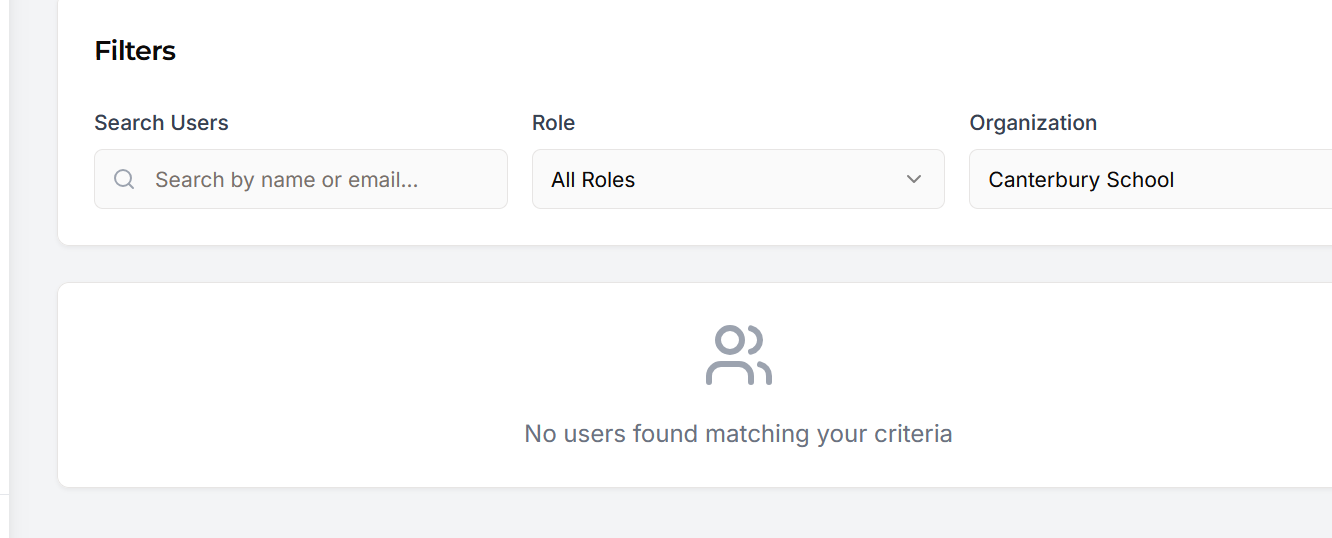 Filters
Search Users
Role
Organization
Search by name or email...
All Roles
Canterbury School
No users found matching your criteria